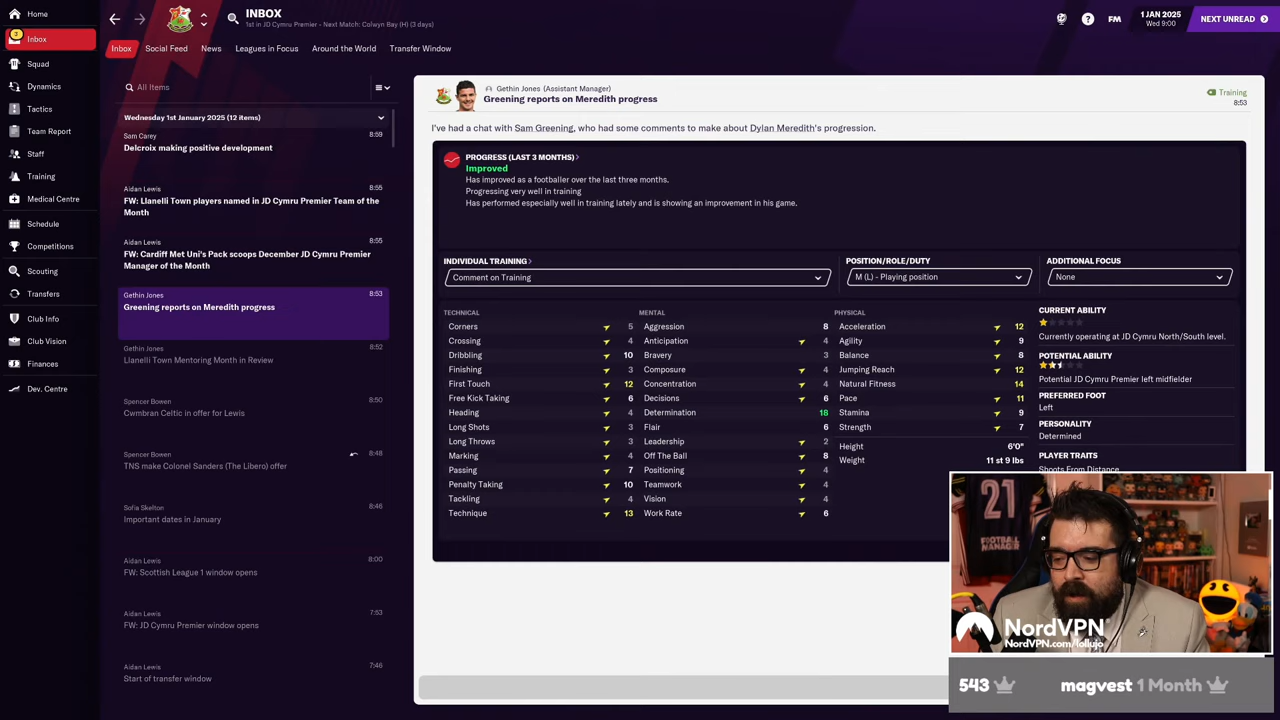 Home
INBOX
1st in JD Cymru Premier - Next Match: Colwyn Bay (H) (3 days)
FM
1 JAN 2025
Wed 9:00
NEXT UNREAD
2
Inbox
Squad
Dynamics
Tactics
Team Report
Staff
Training
Medical Centre
Schedule
Competitions
Scouting
Transfers
Club Info
Club Vision
Finances
Dev. Centre
Inbox Social Feed News Leagues in Focus Around the World Transfer Window
All Items
Wednesday 1st January 2025 (12 items)
Sam Carey 8:59
Delcroix making positive development
Aidan Lewis 8:55
FW: Llanelli Town players named in JD Cymru Premier Team of the
Month
Aidan Lewis 8:55
FW: Cardiff Met Uni's Pack scoops December JD Cymru Premier
Manager of the Month
Gethin Jones 8:53
Greening reports on Meredith progress
Gethin Jones 8:52
Llanelli Town Mentoring Month in Review
Spencer Bowen 8:50
Cwmbran Celtic in offer for Lewis
Spencer Bowen 8:48
TNS make Colonel Sanders (The Libero) offer
Sofia Skelton 8:46
Important dates in January
Aidan Lewis 8:00
FW: Scottish League 1 window opens
Aidan Lewis 7:53
FW: JD Cymru Premier window opens
Aidan Lewis 7:46
Start of transfer window
Gethin Jones (Assistant Manager)
Greening reports on Meredith progress
Training
8:53
I've had a chat with Sam Greening, who had some comments to make about Dylan Meredith's progression.
PROGRESS (LAST 3 MONTHS)
Improved
Has improved as a footballer over the last three months.
Progressing very well in training
Has performed especially well in training lately and is showing an improvement in his game.
INDIVIDUAL TRAINING POSITION/ROLE/DUTY ADDITIONAL FOCUS
Comment on Training M (L) - Playing position None
TECHNICAL MENTAL PHYSICAL
Corners 5 Aggression 8 Acceleration 12
Crossing 4 Anticipation 4 Agility 9
Dribbling 10 Bravery 3 Balance 8
Finishing 3 Composure 4 Jumping Reach 12
First Touch 12 Concentration 4 Natural Fitness 14
Free Kick Taking 6 Decisions 6 Pace 11
Heading 4 Determination 18 Stamina 9
Long Shots 3 Flair 6 Strength 7
Long Throws 3 Leadership 2
Marking 4 Off The Ball 8
Passing 7 Positioning 4
Penalty Taking 10 Teamwork 4
Tackling 4 Vision 4
Technique 13 Work Rate 6
Height 6'0"
Weight 11 st 9 lbs
CURRENT ABILITY
Currently operating at JD Cymru North/South level.
POTENTIAL ABILITY
Potential JD Cymru Premier left midfielder
PREFERRED FOOT
Left
PERSONALITY
Determined
PLAYER TRAITS
Shoots From Distance
21
FOOTBALL
MANAGER
NordVPN
NordVPN.com/lollujo
543
magvest 1 Month